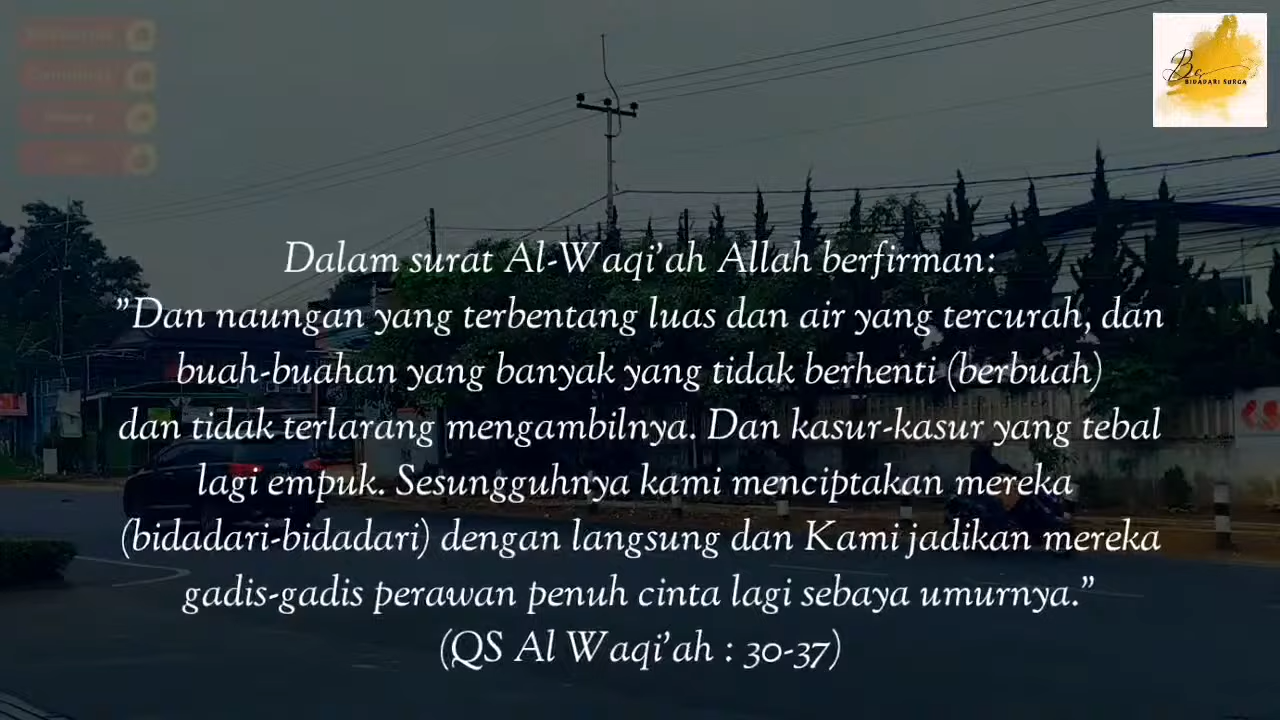 BIDADARI SURGA
Dalam surat Al-Waqi'ah Allah berfirman:
"Dan naungan yang terbentang luas dan air yang tercurah, dan
buah-buahan yang banyak yang tidak berhenti (berbuah)
dan tidak terlarang mengambilnya. Dan kasur-kasur yang tebal
lagi empuk. Sesungguhnya kami menciptakan mereka
(bidadari-bidadari) dengan langsung dan Kami jadikan mereka
gadis-gadis perawan penuh cinta lagi sebaya umurnya."
(QS Al Waqi'ah : 30-37)